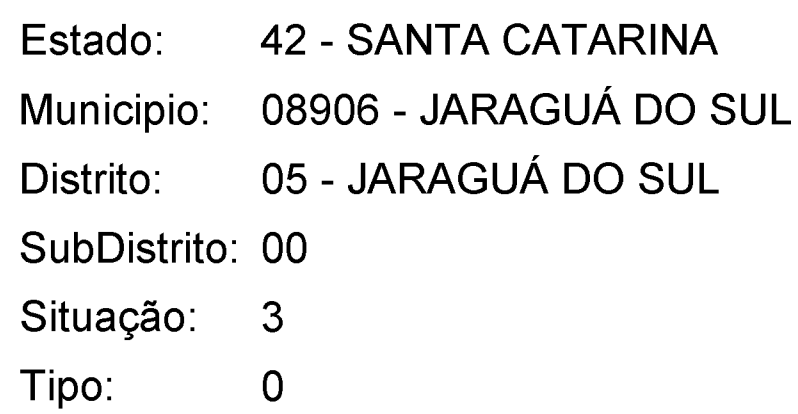 Estado: 42 - SANTA CATARINA
Municipio: 08906 - JARAGUÁ DO SUL
Distrito: 05 - JARAGUÁ DO SUL
SubDistrito: 00
Situação: 3
Tipo: 0